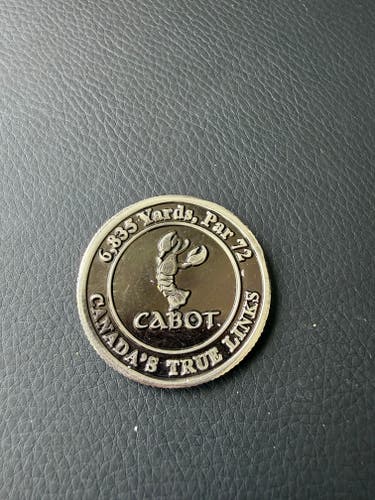 6,835 Yards, Par 72
CABOT
CANADA'S TRUE LINKS